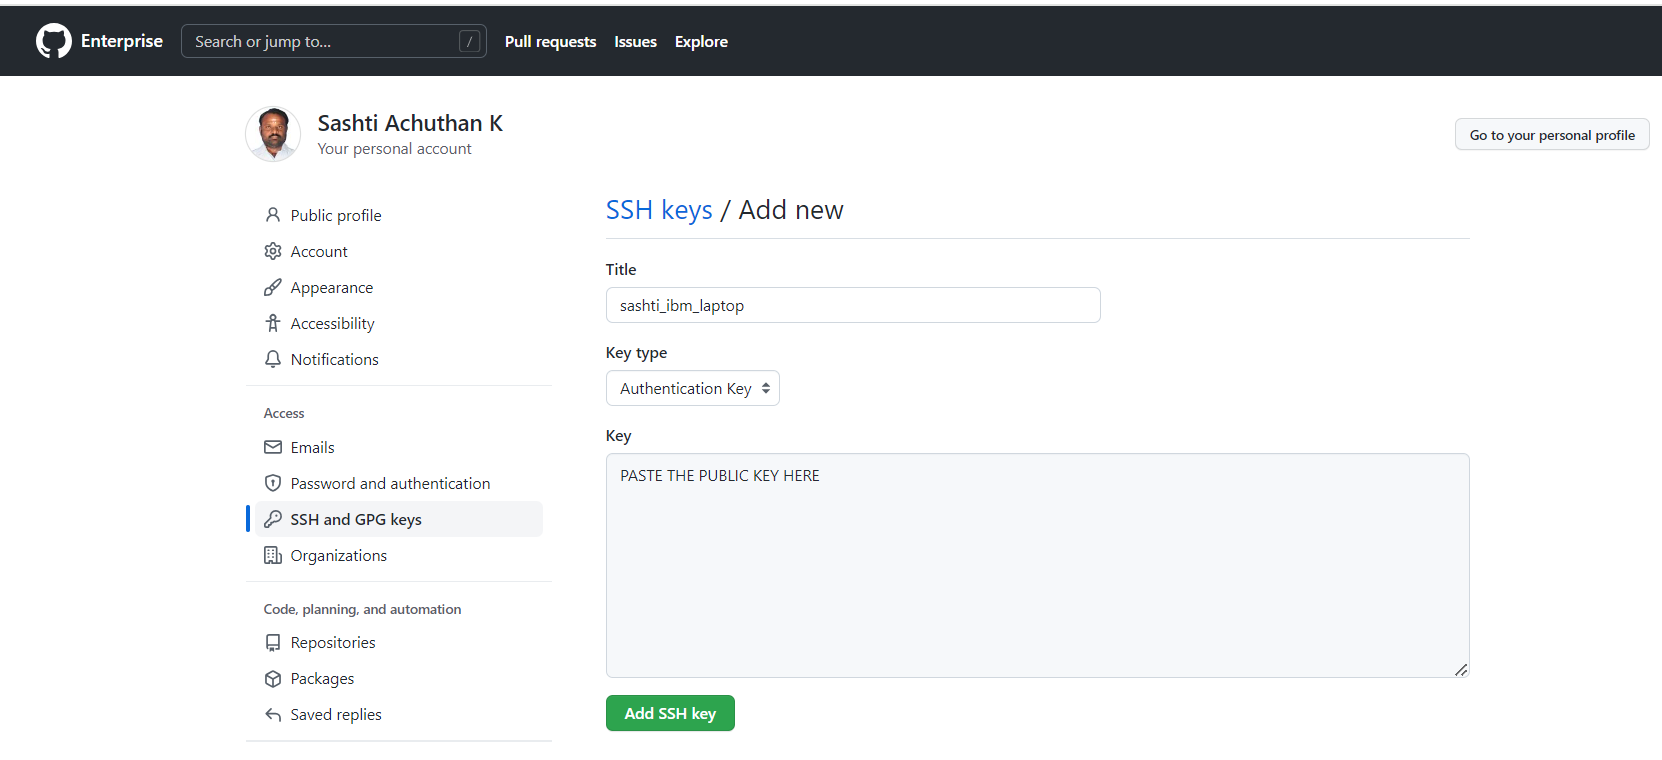 Enterprise
Search or jump to...
/
Pull requests
Issues
Explore
Sashti Achuthan K
Your personal account
Go to your personal profile
Public profile
Account
Appearance
Accessibility
Notifications
Access
Emails
Password and authentication
SSH and GPG keys
Organizations
Code, planning, and automation
Repositories
Packages
Saved replies
SSH keys / Add new
Title
sashti_ibm_laptop
Key type
Authentication Key
Key
PASTE THE PUBLIC KEY HERE
Add SSH key